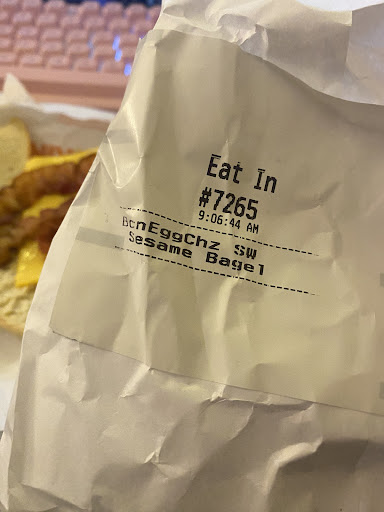 Eat In
#7265
9:06:44 AM
BcnEggChz SW
Sesame Bagel